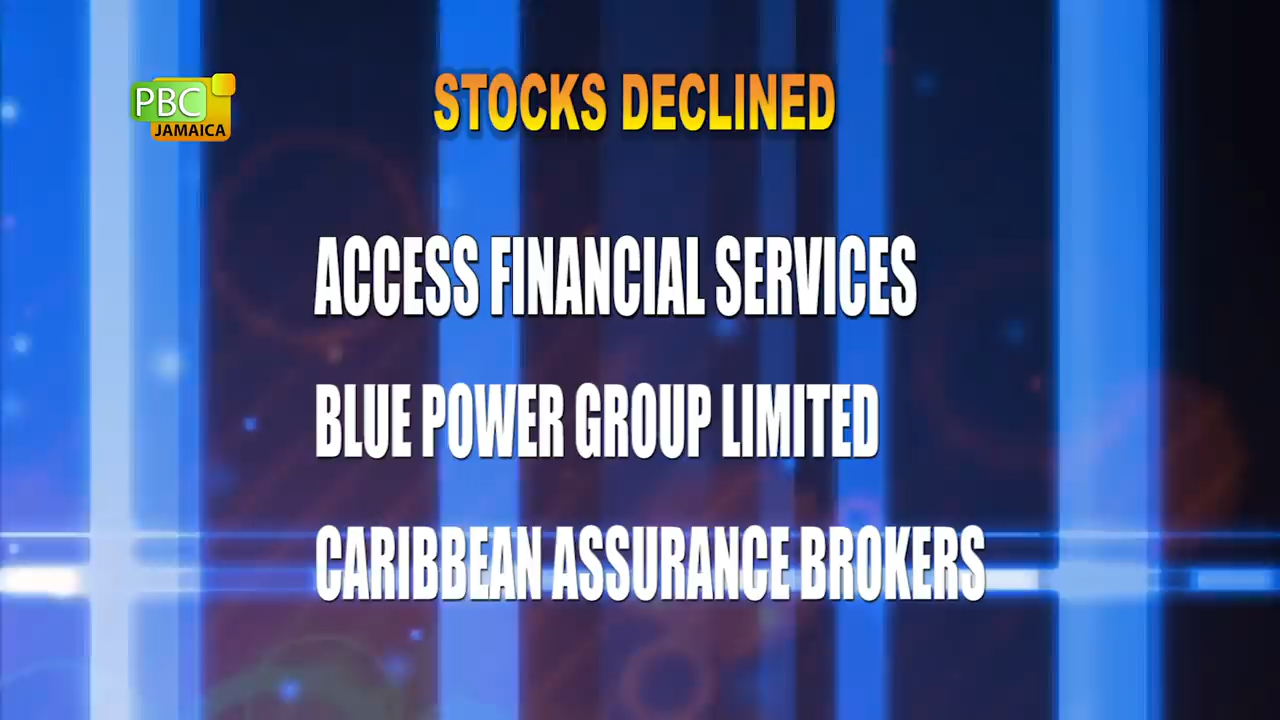 PBC
JAMAICA
STOCKS DECLINED
ACCESS FINANCIAL SERVICES
BLUE POWER GROUP LIMITED
CARIBBEAN ASSURANCE BROKERS